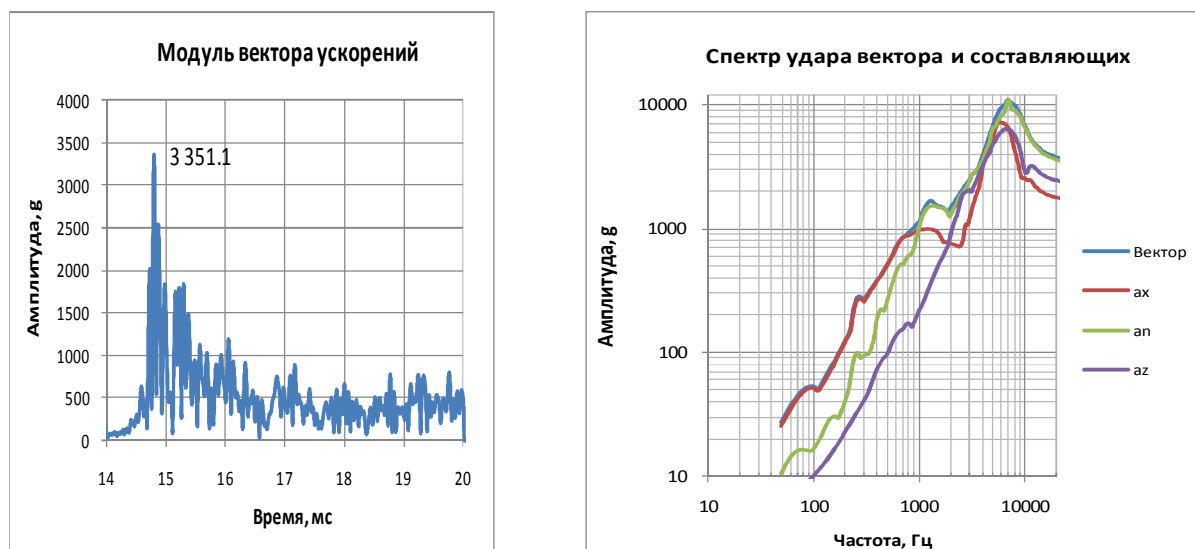 Модуль вектора ускорений
4000
3500
3000
2500
2000
1500
1000
500
0
3 351.1
Амплитуда, g
14 15 16 17 18 19 20
Время, мс
Спектр удара вектора и составляющих
10000
1000
100
10
Амплитуда, g
10 100 1000 10000
Частота, Гц
Вектор
ax
an
az